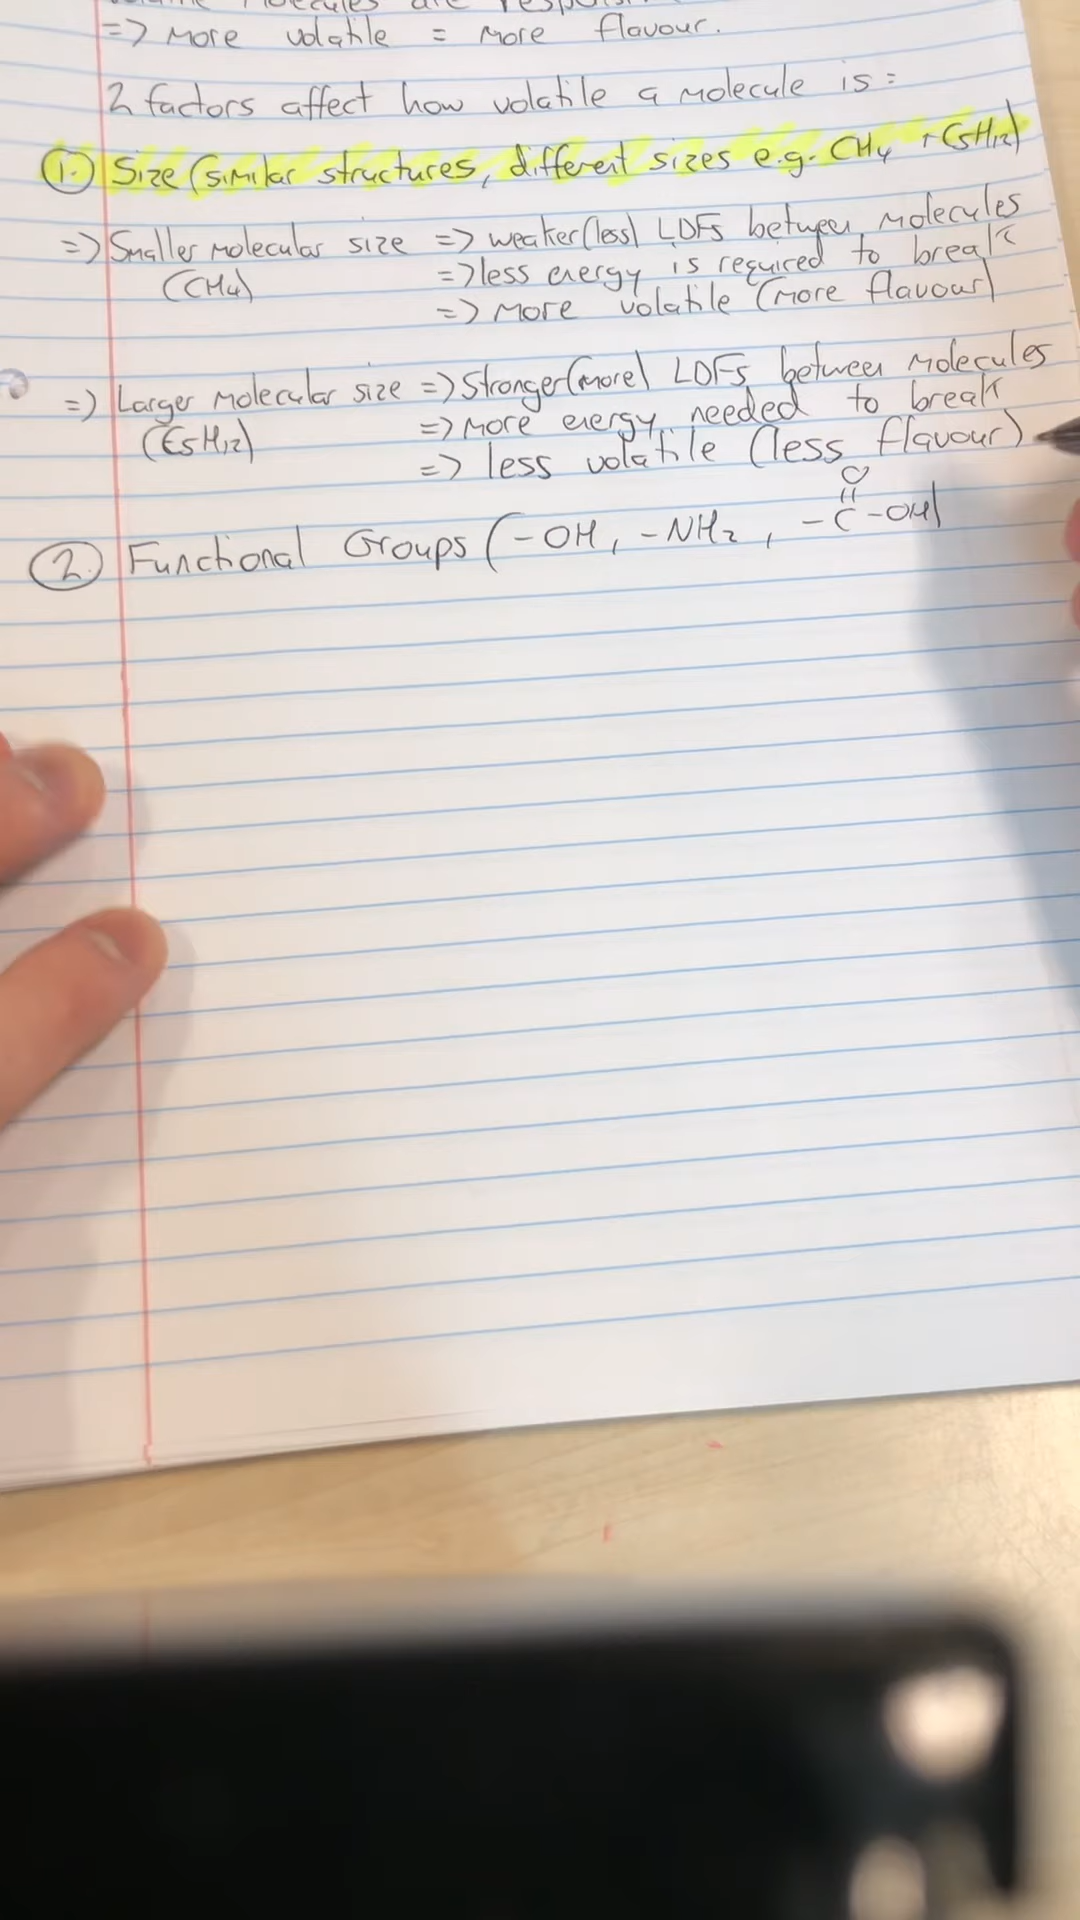 molecules are
=> More volatile = more flavour.
2 factors affect how volatile a molecule is:
1. Size (similar structures, different sizes e.g. CH4 + C5H12)
=> Smaller molecular size => weaker (less) LDFs between molecules
(CH4) => less energy is required to break
=> more volatile (more flavour)
=> Larger molecular size => Stronger (more) LDFs between molecules
(C5H12) => more energy needed to break
=> less volatile (less flavour)
O
||
2. Functional Groups (-OH, -NH2, -C-OH)